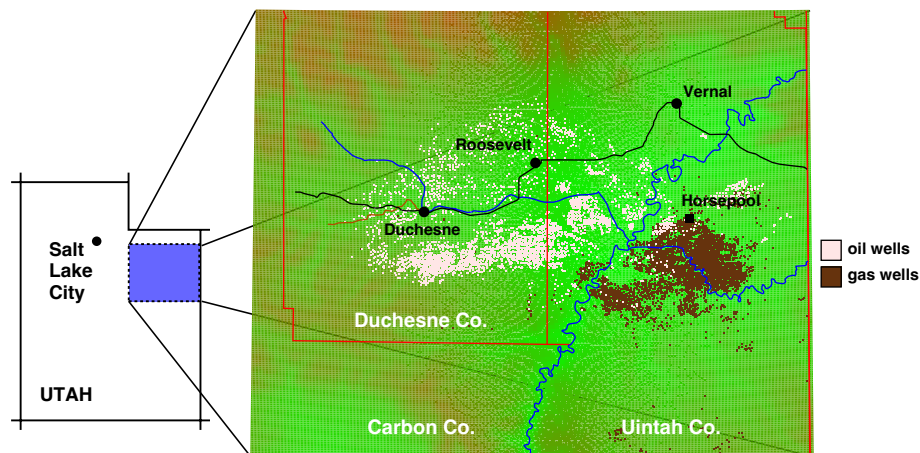 Vernal
Roosevelt
Horsepool
Duchesne
Salt
Lake
City
oil wells
gas wells
Duchesne Co.
UTAH
Carbon Co.
Uintah Co.